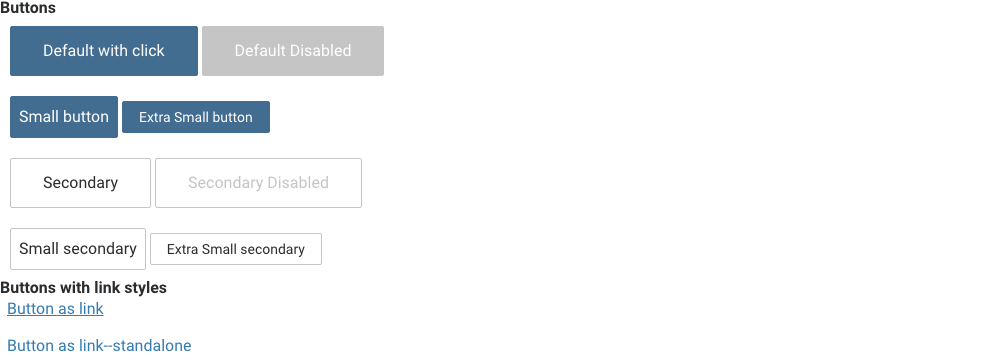 Buttons
Default with click Default Disabled
Small button Extra Small button
Secondary Secondary Disabled
Small secondary Extra Small secondary
Buttons with link styles
Button as link
Button as link--standalone